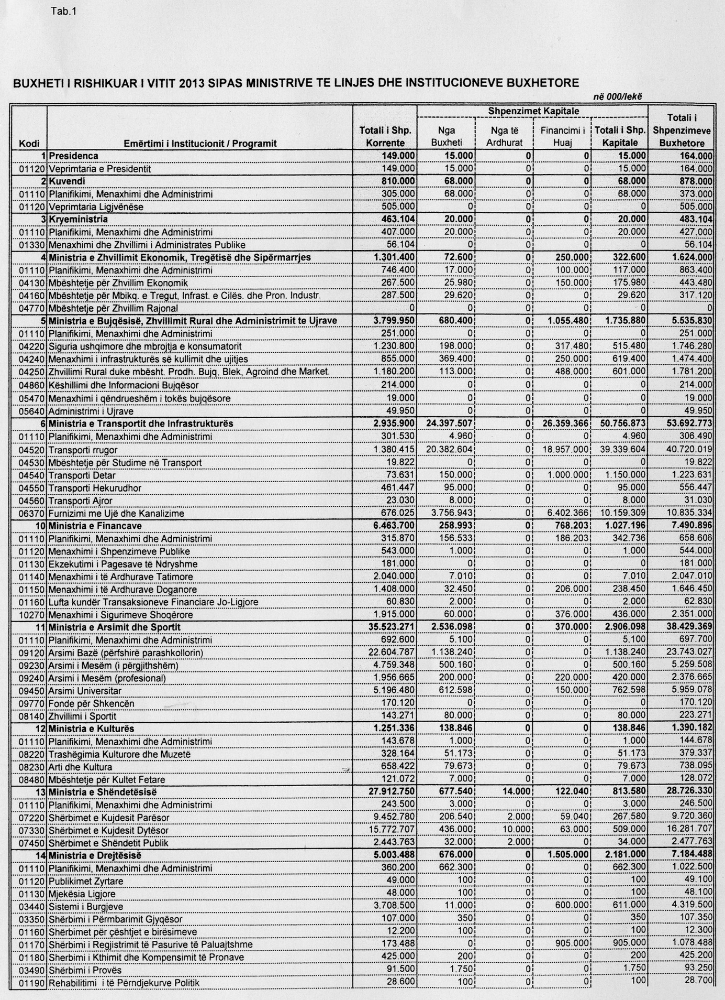 Tab.1
BUXHETI I RISHIKUAR I VITIT 2013 SIPAS MINISTRIVE TE LINJES DHE INSTITUCIONEVE BUXHETORE
në 000/lekë
Kodi Emërtimi i Institucionit / Programit Totali i Shp. Korrente Shpenzimet Kapitale Nga Buxheti Nga të Ardhurat Financimi i Huaj Totali i Shp. Kapitale Totali i Shpenzimeve Buxhetore
1 Presidenca 149.000 15.000 0 0 15.000 164.000
01120 Veprimtaria e Presidentit 149.000 15.000 0 0 15.000 164.000
2 Kuvendi 810.000 68.000 0 0 68.000 878.000
01110 Planifikimi, Menaxhimi dhe Administrimi 305.000 68.000 0 0 68.000 373.000
01120 Veprimtaria Ligjvënëse 505.000 0 0 0 0 505.000
3 Kryeministria 463.104 20.000 0 0 20.000 483.104
01110 Planifikimi, Menaxhimi dhe Administrimi 407.000 20.000 0 0 20.000 427.000
01330 Menaxhimi dhe Zhvillimi i Administrates Publike 56.104 0 0 0 0 56.104
4 Ministria e Zhvillimit Ekonomik, Tregëtisë dhe Sipërmarrjes 1.301.400 72.600 0 250.000 322.600 1.624.000
01110 Planifikimi, Menaxhimi dhe Administrimi 746.400 17.000 0 100.000 117.000 863.400
04130 Mbështetje për Zhvillim Ekonomik 267.500 25.980 0 150.000 175.980 443.480
04160 Mbështetje për Mbikq. e Tregut, Infrast. e Cilës. dhe Pron. Industr. 287.500 29.620 0 0 29.620 317.120
04770 Mbështetje për Zhvillim Rajonal 0 0 0 0 0 0
5 Ministria e Bujqësisë, Zhvillimit Rural dhe Administrimit te Ujrave 3.799.950 680.400 0 1.055.480 1.735.880 5.535.830
01110 Planifikimi, Menaxhimi dhe Administrimi 251.000 0 0 0 0 251.000
04220 Siguria ushqimore dhe mbrojtja e konsumatorit 1.230.800 198.000 0 317.480 515.480 1.746.280
04240 Menaxhimi i infrastrukturës së kullimit dhe ujitjes 855.000 369.400 0 250.000 619.400 1.474.400
04250 Zhvillimi Rural duke mbësht. Prodh. Bujq, Blek, Agroind dhe Market. 1.180.200 113.000 0 488.000 601.000 1.781.200
04860 Këshillimi dhe Informacioni Bujqësor 214.000 0 0 0 0 214.000
05470 Menaxhimi i qëndrueshëm i tokës bujqësore 19.000 0 0 0 0 19.000
05640 Administrimi i Ujrave 49.950 0 0 0 0 49.950
6 Ministria e Transportit dhe Infrastrukturës 2.935.900 24.397.507 0 26.359.366 50.756.873 53.692.773
01110 Planifikimi, Menaxhimi dhe Administrimi 301.530 4.960 0 0 4.960 306.490
04520 Transporti rrugor 1.380.415 20.382.604 0 18.957.000 39.339.604 40.720.019
04530 Mbështetje për Studime në Transport 19.822 0 0 0 0 19.822
04540 Transporti Detar 73.631 150.000 0 1.000.000 1.150.000 1.223.631
04550 Transporti Hekurudhor 461.447 95.000 0 0 95.000 556.447
04560 Transporti Ajror 23.030 8.000 0 0 8.000 31.030
06370 Furnizimi me Ujë dhe Kanalizime 676.025 3.756.943 0 6.402.366 10.159.309 10.835.334
10 Ministria e Financave 6.463.700 258.993 0 768.203 1.027.196 7.490.896
01110 Planifikimi, Menaxhimi dhe Administrimi 315.870 156.533 0 186.203 342.736 658.606
01120 Menaxhimi i Shpenzimeve Publike 543.000 1.000 0 0 1.000 544.000
01130 Ekzekutimi i Pagesave të Ndryshme 181.000 0 0 0 0 181.000
01140 Menaxhimi i të Ardhurave Tatimore 2.040.000 7.010 0 0 7.010 2.047.010
01150 Menaxhimi i të Ardhurave Doganore 1.408.000 32.450 0 206.000 238.450 1.646.450
01160 Lufta kundër Transaksioneve Financiare Jo-Ligjore 60.830 2.000 0 0 2.000 62.830
10270 Menaxhimi i Sigurimeve Shoqërore 1.915.000 60.000 0 376.000 436.000 2.351.000
11 Ministria e Arsimit dhe Sportit 35.523.271 2.536.098 0 370.000 2.906.098 38.429.369
01110 Planifikimi, Menaxhimi dhe Administrimi 692.600 5.100 0 0 5.100 697.700
09120 Arsimi Bazë (përfshirë parashkollorin) 22.604.787 1.138.240 0 0 1.138.240 23.743.027
09230 Arsimi i Mesëm (i përgjithshëm) 4.759.348 500.160 0 0 500.160 5.259.508
09240 Arsimi i Mesëm (profesional) 1.956.665 200.000 0 220.000 420.000 2.376.665
09450 Arsimi Universitar 5.196.480 612.598 0 150.000 762.598 5.959.078
09770 Fonde për Shkencën 170.120 0 0 0 0 170.120
08140 Zhvillimi i Sportit 143.271 80.000 0 0 80.000 223.271
12 Ministria e Kulturës 1.251.336 138.846 0 0 138.846 1.390.182
01110 Planifikimi, Menaxhimi dhe Administrimi 143.678 1.000 0 0 1.000 144.678
08220 Trashëgimia Kulturore dhe Muzetë 328.164 51.173 0 0 51.173 379.337
08230 Arti dhe Kultura 658.422 79.673 0 0 79.673 738.095
08480 Mbështetje për Kultet Fetare 121.072 7.000 0 0 7.000 128.072
13 Ministria e Shëndetësisë 27.912.750 677.540 14.000 122.040 813.580 28.726.330
01110 Planifikimi, Menaxhimi dhe Administrimi 243.500 3.000 0 0 3.000 246.500
07220 Shërbimet e Kujdesit Parësor 9.452.780 206.540 2.000 59.040 267.580 9.720.360
07330 Shërbimet e Kujdesit Dytësor 15.772.707 436.000 10.000 63.000 509.000 16.281.707
07450 Shërbimet e Shëndetit Publik 2.443.763 32.000 2.000 0 34.000 2.477.763
14 Ministria e Drejtësisë 5.003.488 676.000 0 1.505.000 2.181.000 7.184.488
01110 Planifikimi, Menaxhimi dhe Administrimi 360.200 662.300 0 0 662.300 1.022.500
01120 Publikimet Zyrtare 49.000 100 0 0 100 49.100
01130 Mjekësia Ligjore 48.000 100 0 0 100 48.100
03440 Sistemi i Burgjeve 3.708.500 11.000 0 600.000 611.000 4.319.500
03350 Shërbimi i Përmbarimit Gjyqësor 107.000 350 0 0 350 107.350
01160 Shërbimet për çështjet e birësimeve 12.200 100 0 0 100 12.300
01170 Shërbimi i Regjistrimit të Pasurive të Paluajtshme 173.488 0 0 905.000 905.000 1.078.488
01180 Sherbimi i Kthimit dhe Kompensimit të Pronave 425.000 200 0 0 200 425.200
03490 Shërbimi i Provës 91.500 1.750 0 0 1.750 93.250
01190 Rehabilitimi i të Përndjekurve Politik 28.600 100 0 0 100 28.700